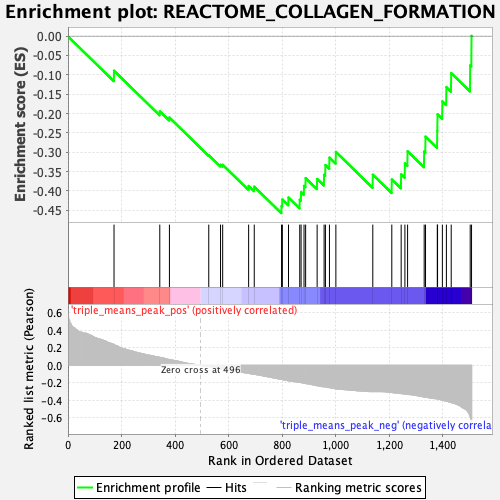 Enrichment plot: REACTOME_COLLAGEN_FORMATION
Enrichment score (ES)
0.00
-0.05
-0.10
-0.15
-0.20
-0.25
-0.30
-0.35
-0.40
-0.45
Ranked list metric (Pearson)
0.6
0.4
0.2
0.0
-0.2
-0.4
-0.6
'triple_means_peak_pos' (positively correlated)
Zero cross at 496
'triple_means_peak_neg' (negatively correla
0 200 400 600 800 1,000 1,200 1,400
Rank in Ordered Dataset
Enrichment profile Hits Ranking metric scores